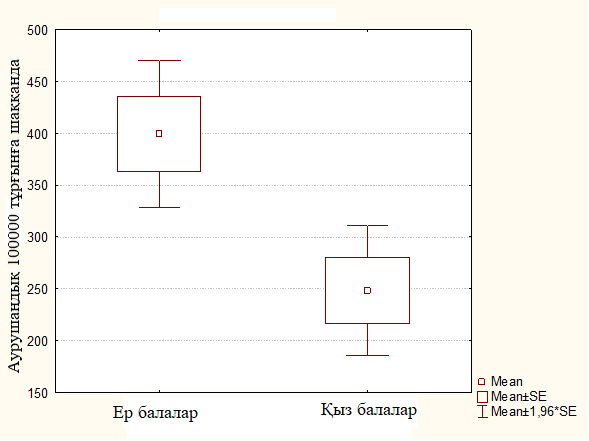 500
450
400
350
300
250
200
150
Аурушаңдық 100000 тұрғынға шаққанда
Ер балалар
Қыз балалар
Mean
Mean±SE
Mean±1,96*SE